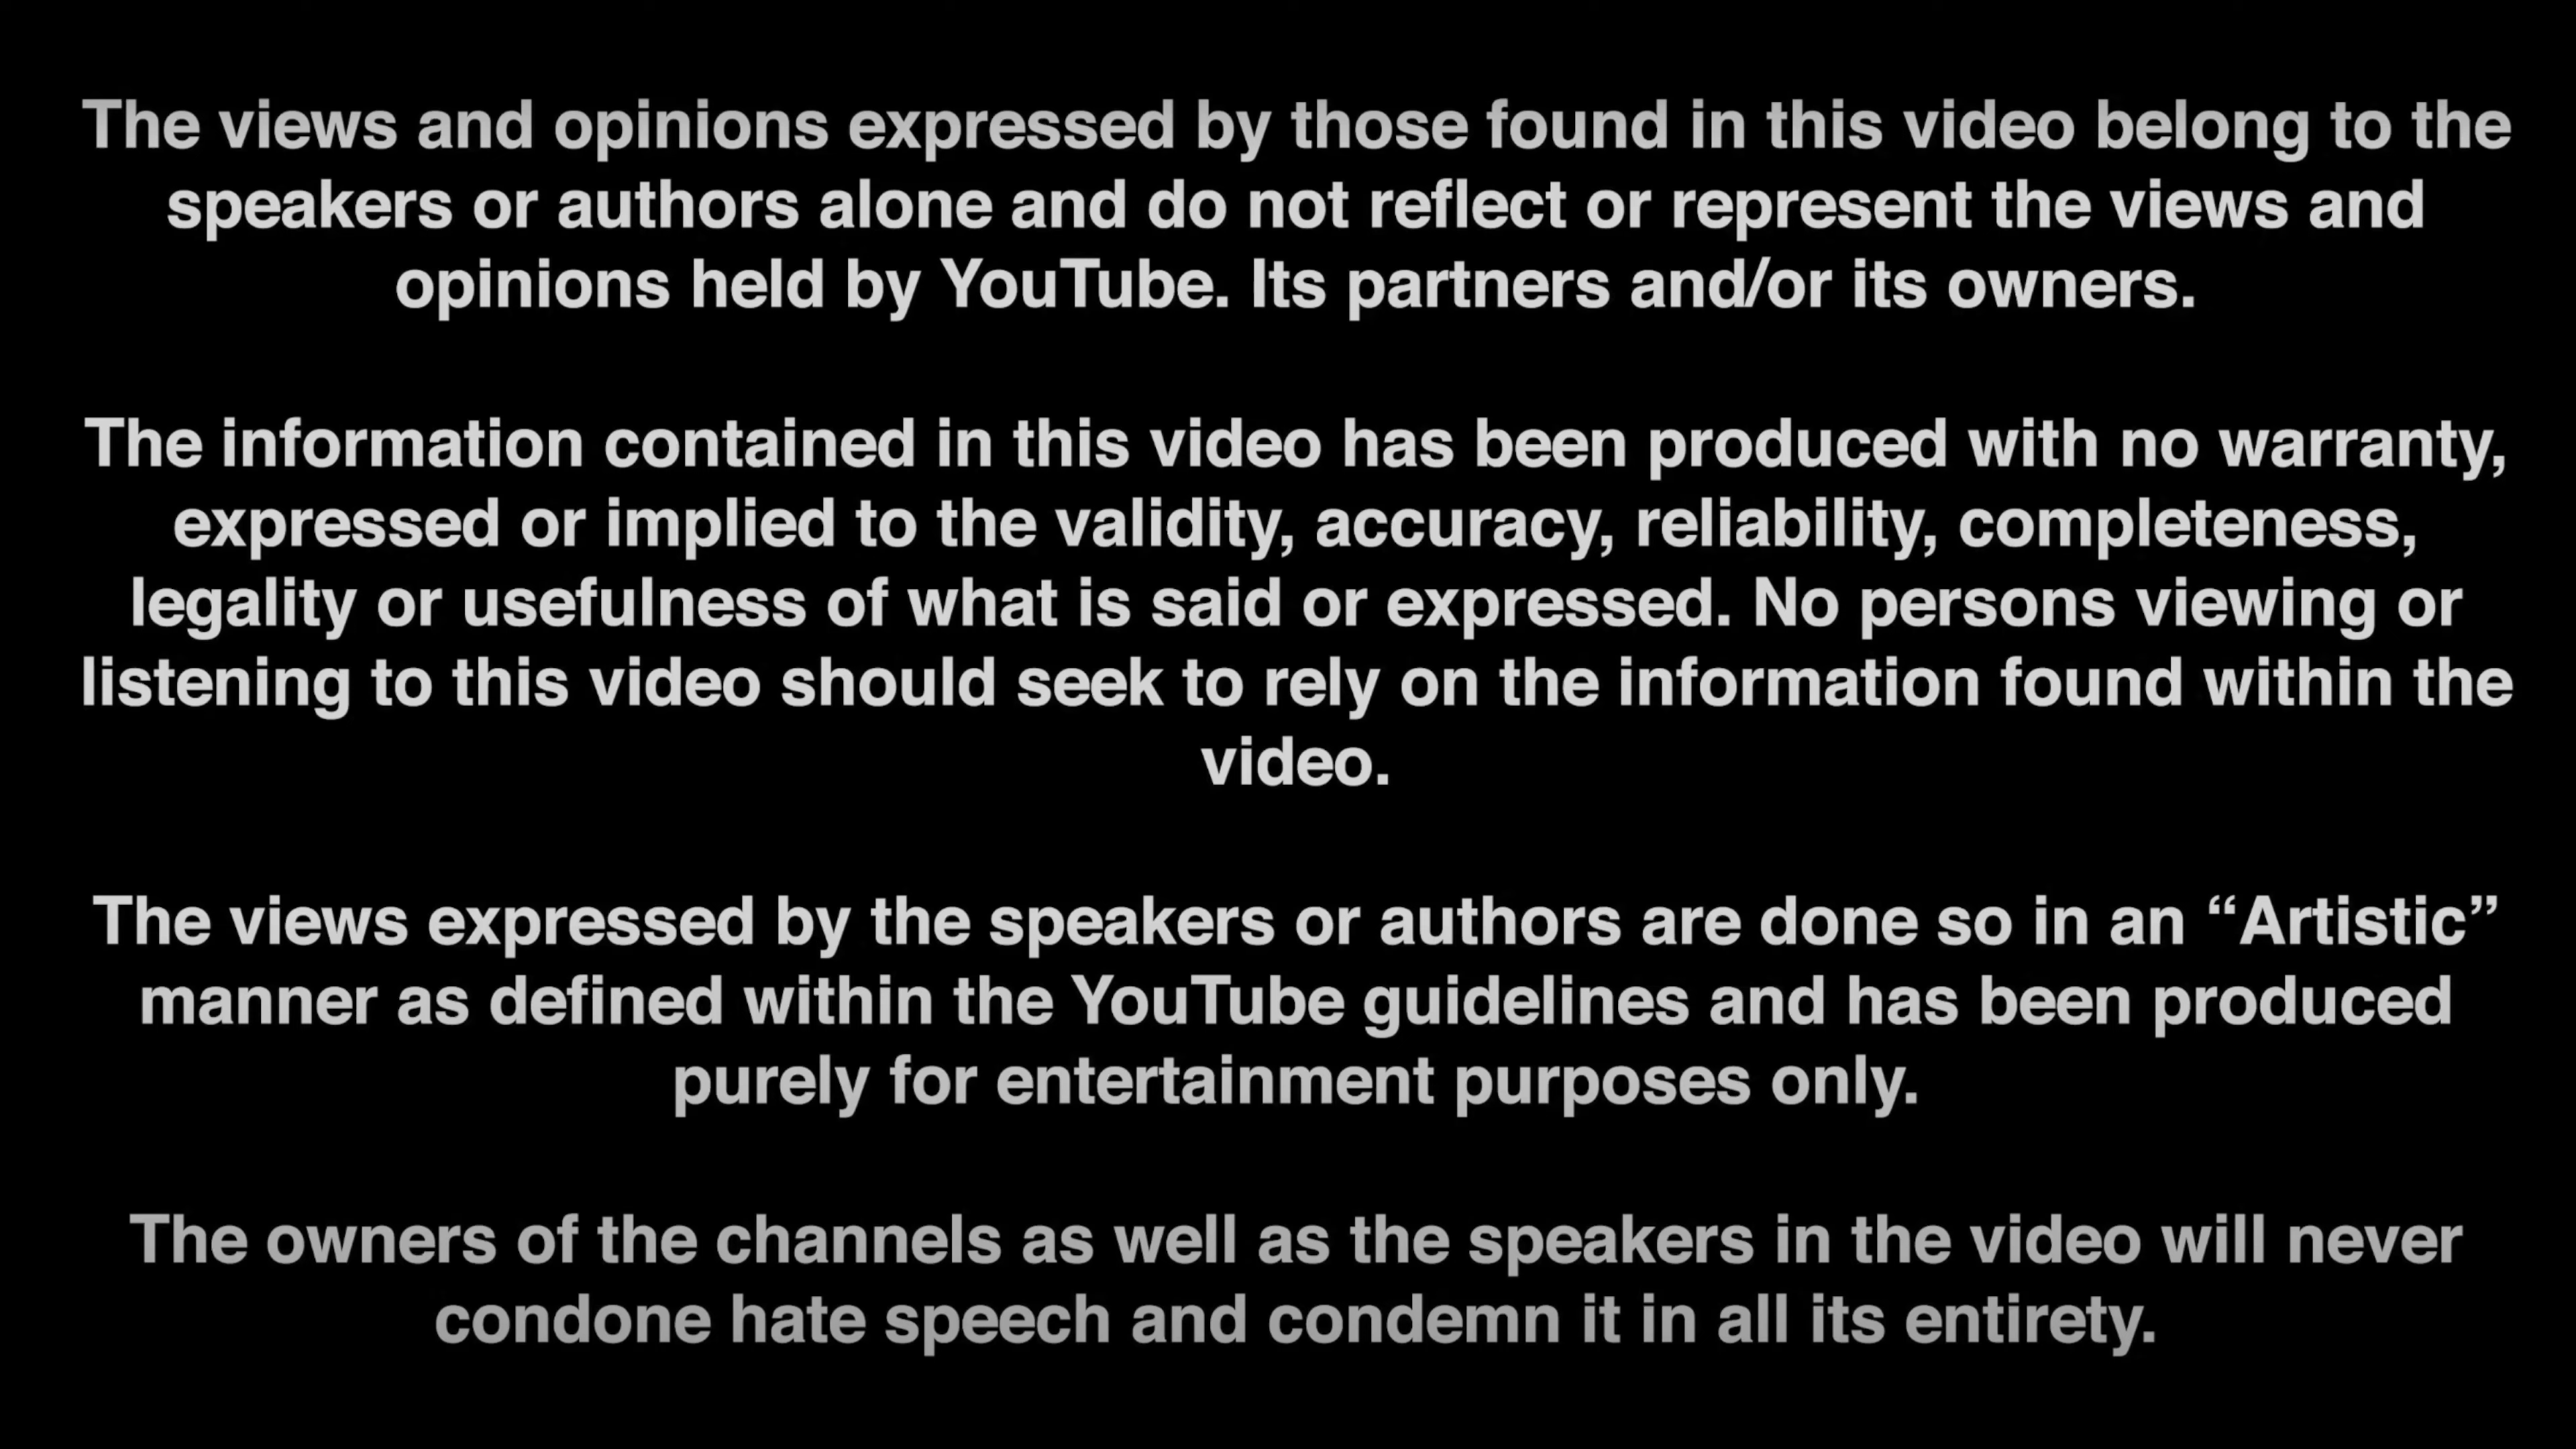 The views and opinions expressed by those found in this video belong to the
speakers or authors alone and do not reflect or represent the views and
opinions held by YouTube. Its partners and/or its owners.
The information contained in this video has been produced with no warranty,
expressed or implied to the validity, accuracy, reliability, completeness,
legality or usefulness of what is said or expressed. No persons viewing or
listening to this video should seek to rely on the information found within the
video.
The views expressed by the speakers or authors are done so in an “Artistic”
manner as defined within the YouTube guidelines and has been produced
purely for entertainment purposes only.
The owners of the channels as well as the speakers in the video will never
condone hate speech and condemn it in all its entirety.